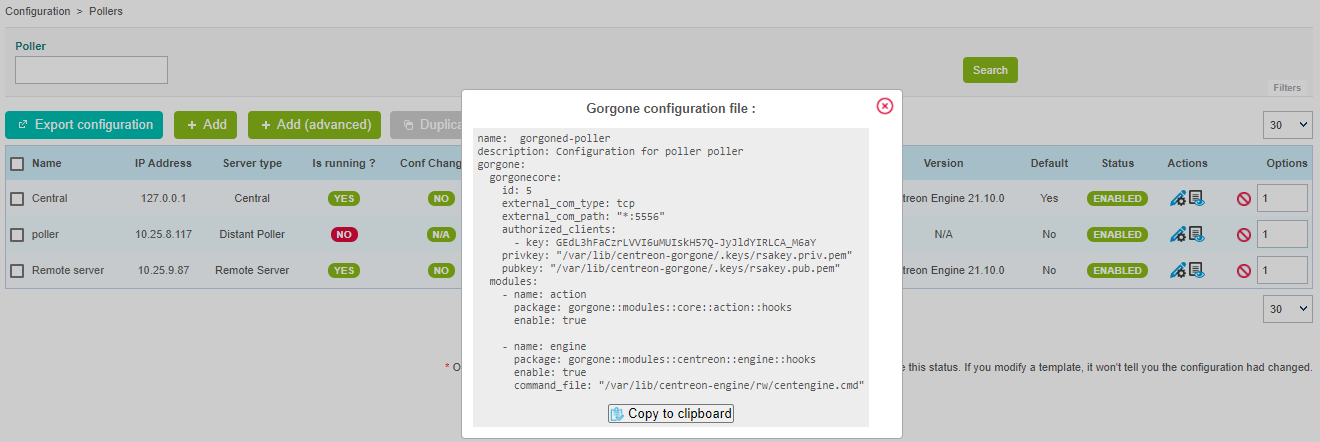 Configuration > Pollers
Poller
Search
Filters
Export configuration
+ Add
+ Add (advanced)
Duplica
30
Name IP Address Server type Is running ? Conf Chang Version Default Status Actions Options
Central 127.0.0.1 Central YES NO treon Engine 21.10.0 Yes ENABLED 1
poller 10.25.8.117 Distant Poller NO N/A N/A No ENABLED 1
Remote server 10.25.9.87 Remote Server YES NO treon Engine 21.10.0 No ENABLED 1
30
* O
e this status. If you modify a template, it won't tell you the configuration had changed.
Gorgone configuration file :
name:  gorgoned-poller
description: Configuration for poller poller
gorgone:
  gorgonecore:
    id: 5
    external_com_type: tcp
    external_com_path: "*:5556"
    authorized_clients:
      - key: GEdL3hFaCzrLVVI6uMUIskH57Q-JyJldYIRLCA_M6aY
    privkey: "/var/lib/centreon-gorgone/.keys/rsakey.priv.pem"
    pubkey: "/var/lib/centreon-gorgone/.keys/rsakey.pub.pem"
  modules:
    - name: action
      package: gorgone::modules::core::action::hooks
      enable: true
    - name: engine
      package: gorgone::modules::centreon::engine::hooks
      enable: true
      command_file: "/var/lib/centreon-engine/rw/centengine.cmd"
Copy to clipboard